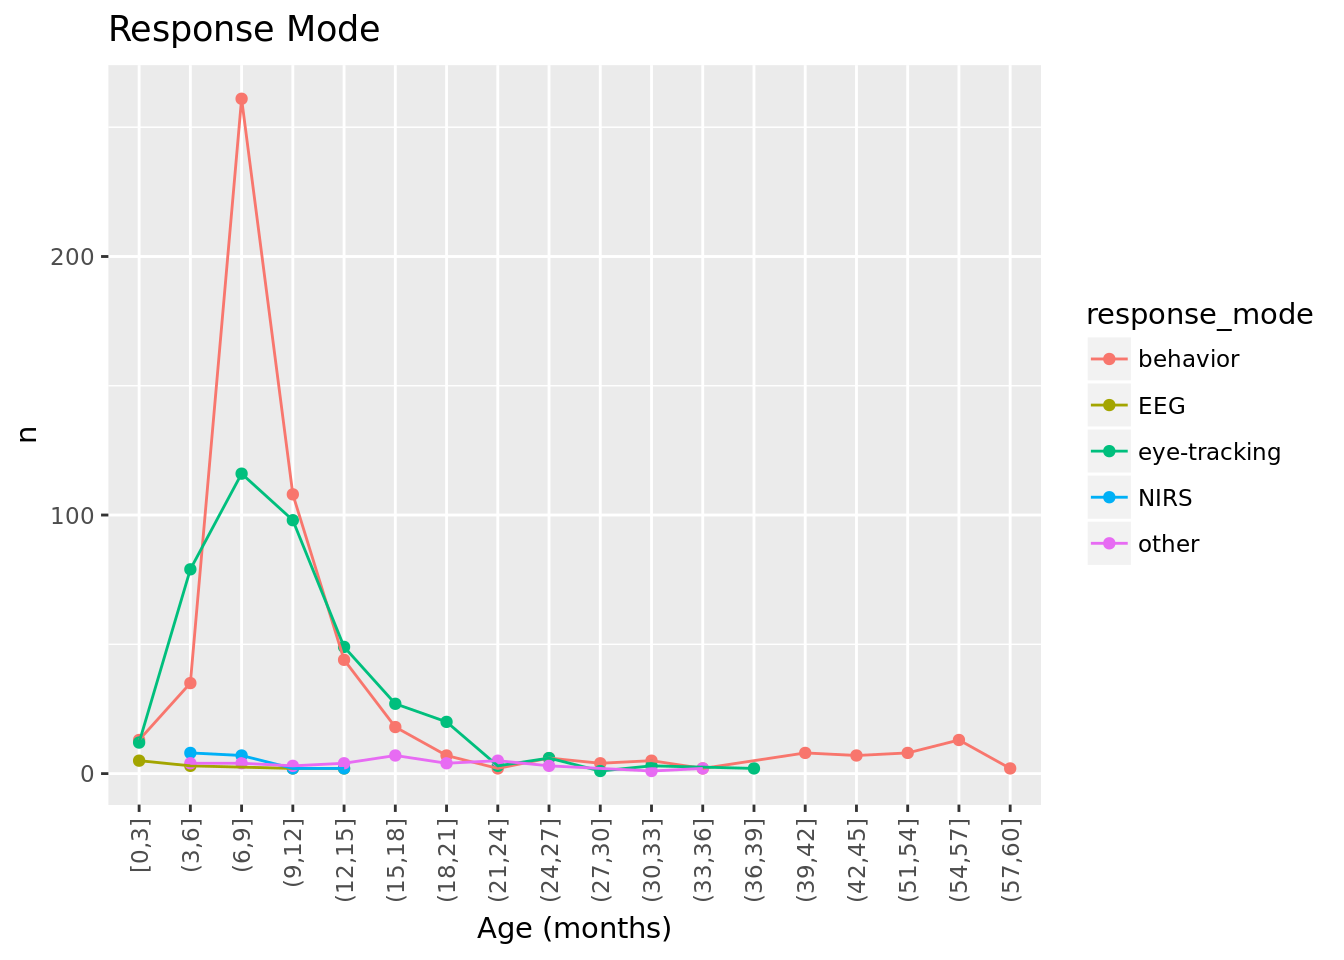 Response Mode
n
200
100
0
[0,3]
(3,6]
(6,9]
(9,12]
(12,15]
(15,18]
(18,21]
(21,24]
(24,27]
(27,30]
(30,33]
(33,36]
(36,39]
(39,42]
(42,45]
(51,54]
(54,57]
(57,60]
Age (months)
response_mode
behavior
EEG
eye-tracking
NIRS
other